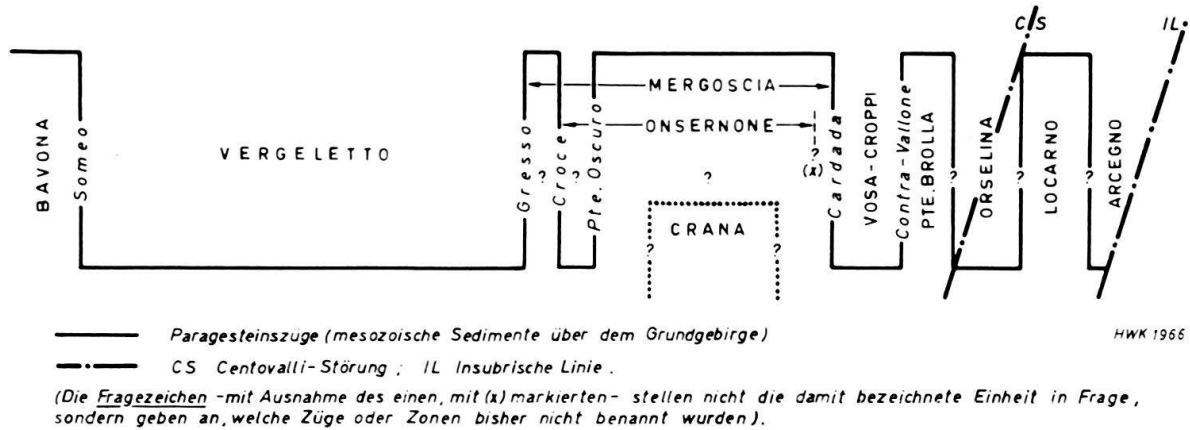 CS IL
BAVONA
Someo
VERGELETTO
Gresso
?
Croce
?
Pte. Oscuro
MERGOSCIA
ONSERNONE
?
(x)
?
CRANA
?
?
Cardada
VOSA-CROPPI
Contra-Vallone
PTE. BROLLA
?
ORSELINA
?
LOCARNO
?
ARCEGNO
Paragesteinszüge (mesozoische Sedimente über dem Grundgebirge)
HWK 1966
CS Centovalli-Störung ; IL Insubrische Linie .
(Die Fragezeichen - mit Ausnahme des einen, mit (x) markierten - stellen nicht die damit bezeichnete Einheit in Frage,
sondern geben an, welche Züge oder Zonen bisher nicht benannt wurden).